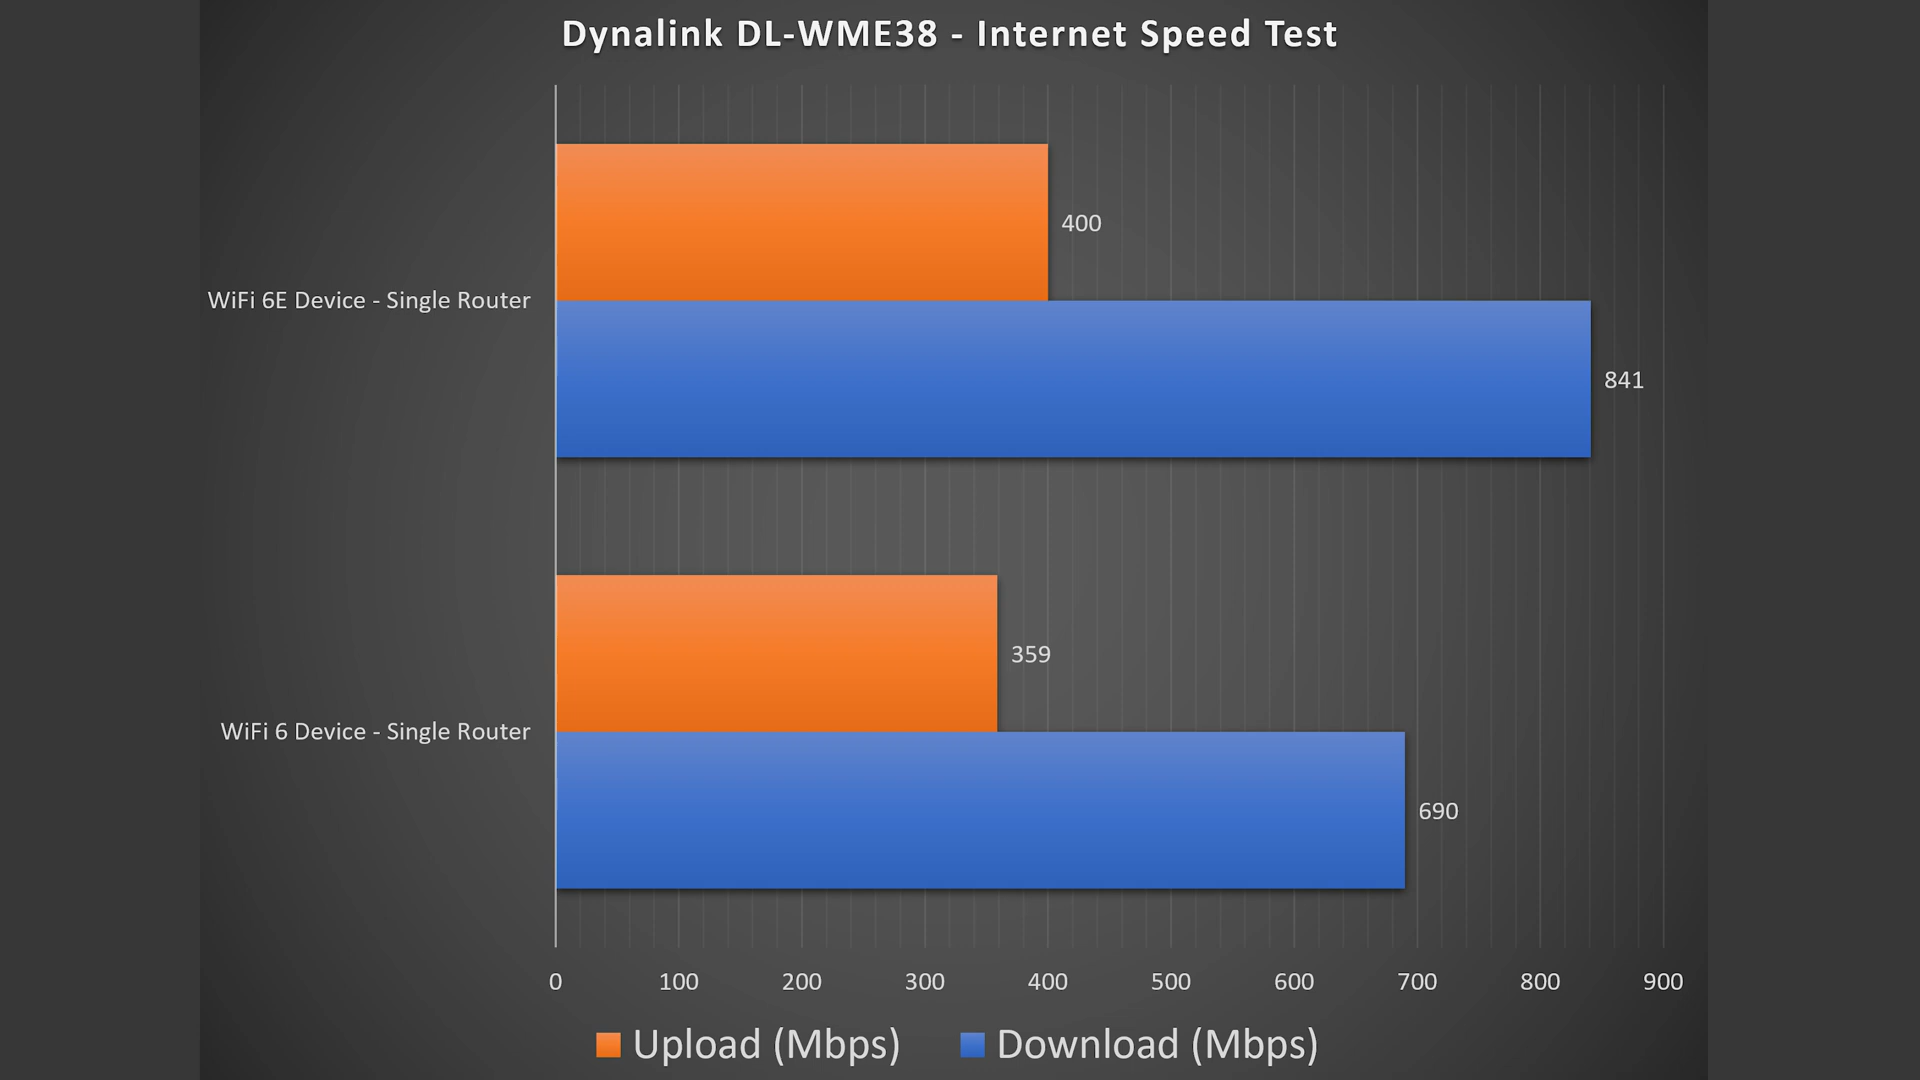 Dynalink DL-WME38 - Internet Speed Test
400
WiFi 6E Device - Single Router
841
359
WiFi 6 Device - Single Router
690
0 100 200 300 400 500 600 700 800 900
Upload (Mbps) Download (Mbps)